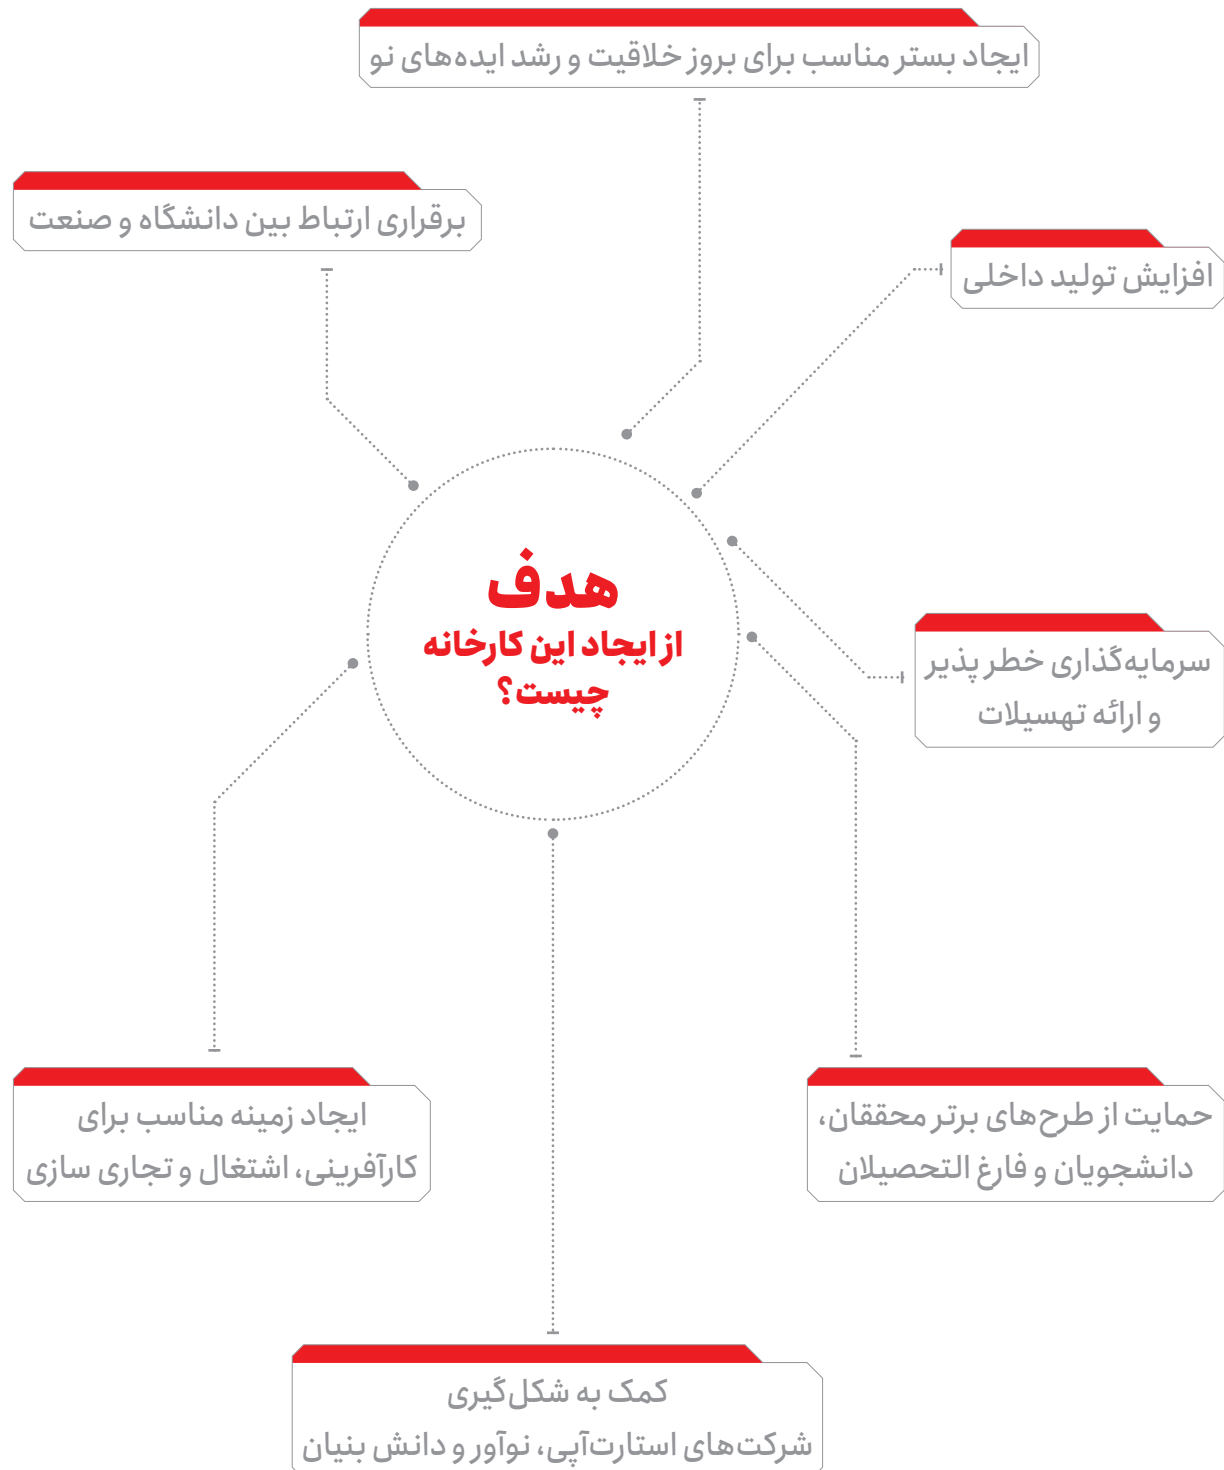 ایجاد بستر مناسب برای بروز خلاقیت و رشد ایده‌های نو
برقراری ارتباط بین دانشگاه و صنعت
افزایش تولید داخلی
هدف
از ایجاد این کارخانه
چیست؟
سرمایه‌گذاری خطر پذیر
و ارائه تهسیلات
حمایت از طرح‌های برتر محققان،
دانشجویان و فارغ التحصیلان
ایجاد زمینه مناسب برای
کارآفرینی، اشتغال و تجاری سازی
کمک به شکل‌گیری
شرکت‌های استارت‌آپی، نوآور و دانش بنیان